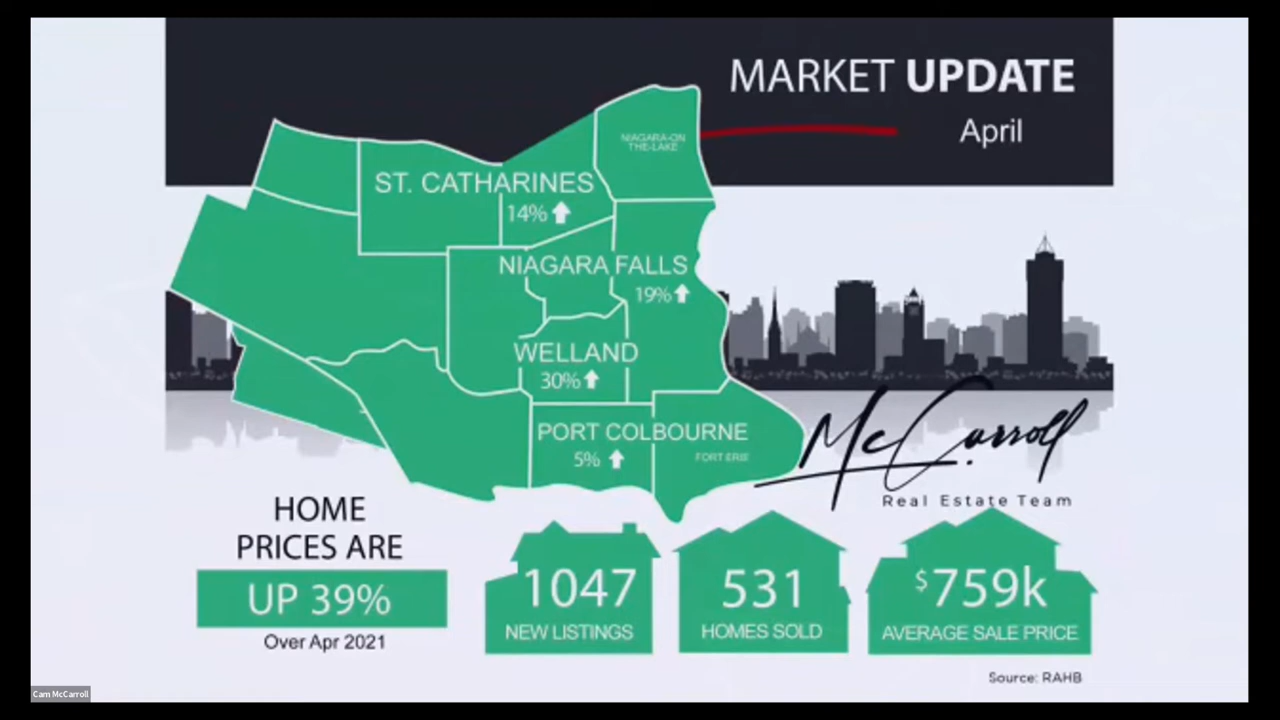 MARKET UPDATE
April
NIAGARA-ON
THE-LAKE
ST. CATHARINES
14%
NIAGARA FALLS
19%
WELLAND
30%
PORT COLBOURNE
5%
FORT ERIE
McCarroll
Real Estate Team
HOME
PRICES ARE
UP 39%
Over Apr 2021
1047
NEW LISTINGS
531
HOMES SOLD
$759k
AVERAGE SALE PRICE
Source: RAHB
Cam McCarroll